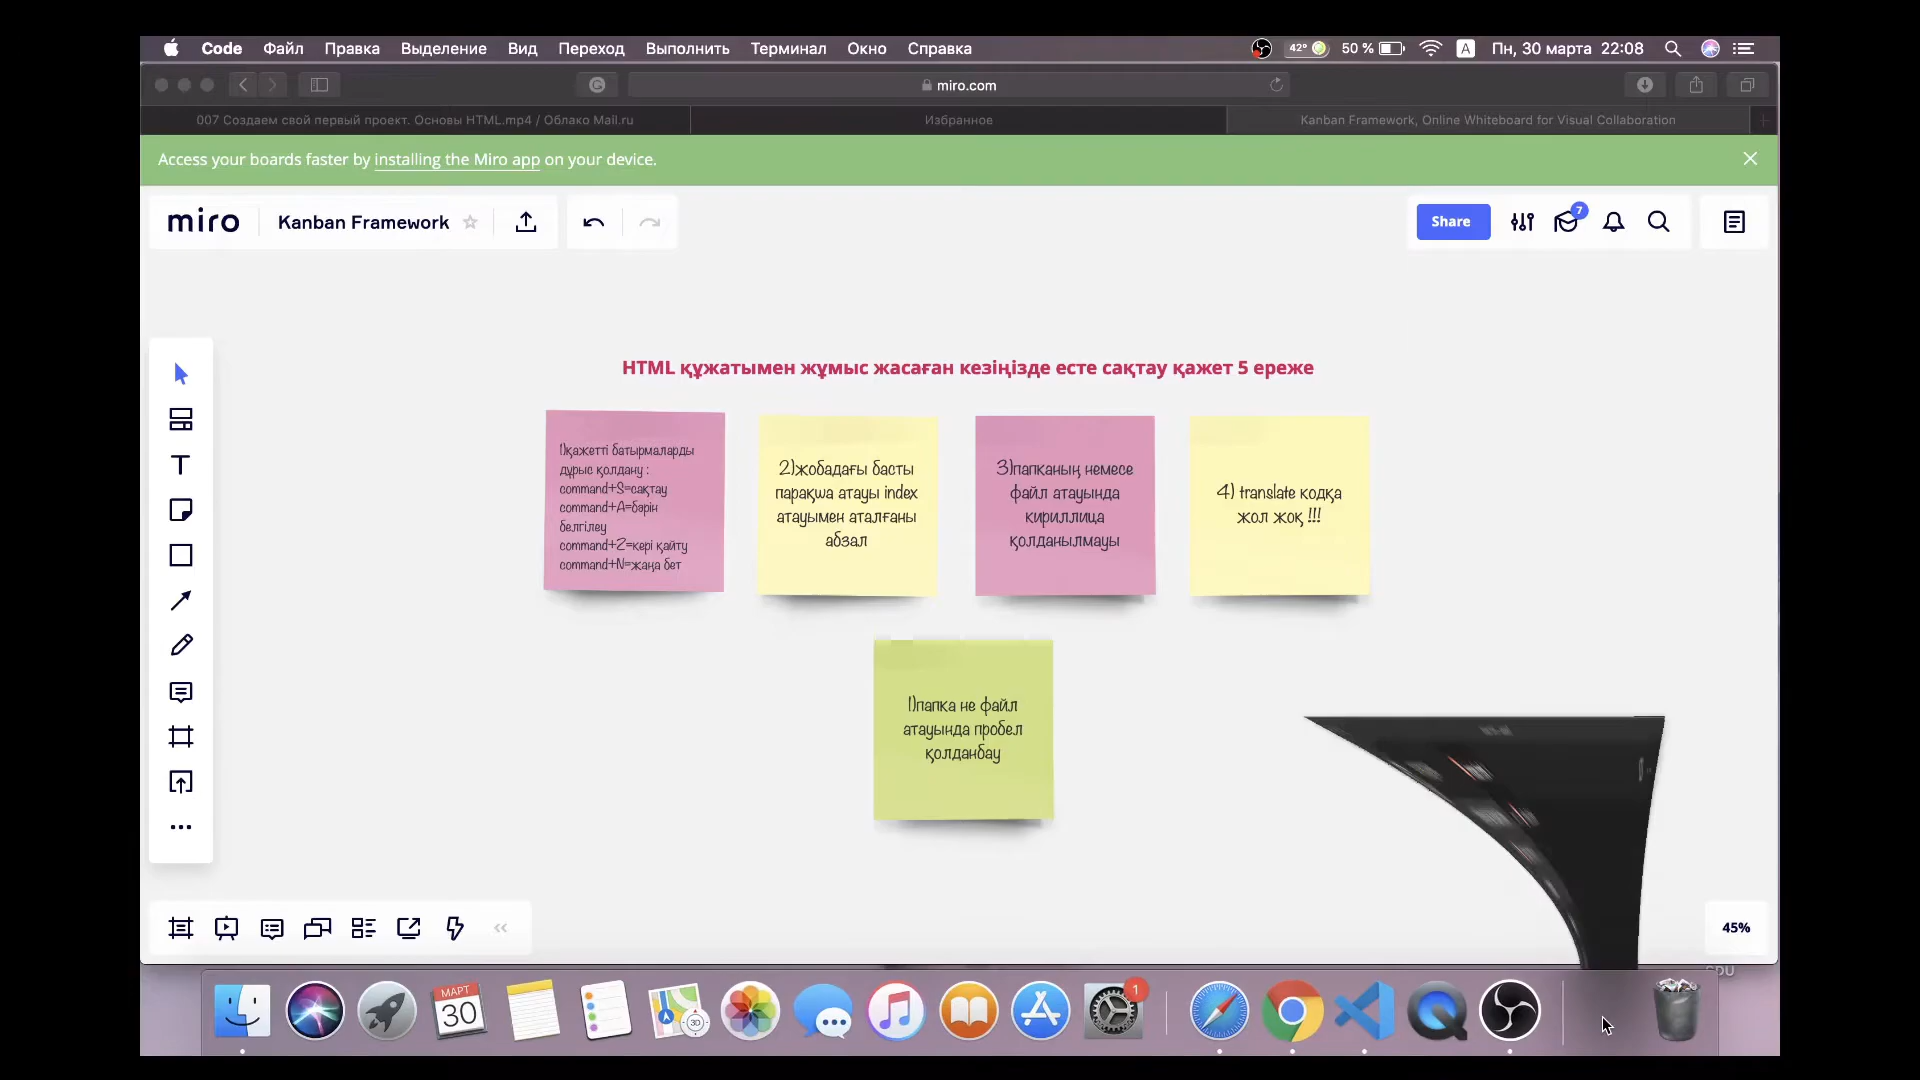 Code Файл Правка Выделение Вид Переход Выполнить Терминал Окно Справка 42° 50 % A Пн, 30 марта 22:08
miro.com
007 Создаем свой первый проект. Основы HTML.mp4 / Облако Mail.ru Избранное Kanban Framework, Online Whiteboard for Visual Collaboration
Access your boards faster by installing the Miro app on your device.
miro Kanban Framework Share 7
HTML құжатымен жұмыс жасаған кезіңізде есте сақтау қажет 5 ереже
1)қажетті батырмаларды
дұрыс қолдану :
command+S=сақтау
command+A=бәрін
белгілеу
command+Z=кері қайту
command+N=жаңа бет
2)жобадағы басты
парақша атауы index
атауымен аталғаны
абзал
3)папканың немесе
файл атауында
кириллица
қолданылмауы
4) translate кодқа
жол жоқ !!!
1)папка не файл
атауында пробел
қолданбау
45%
МАРТ
30
30
1